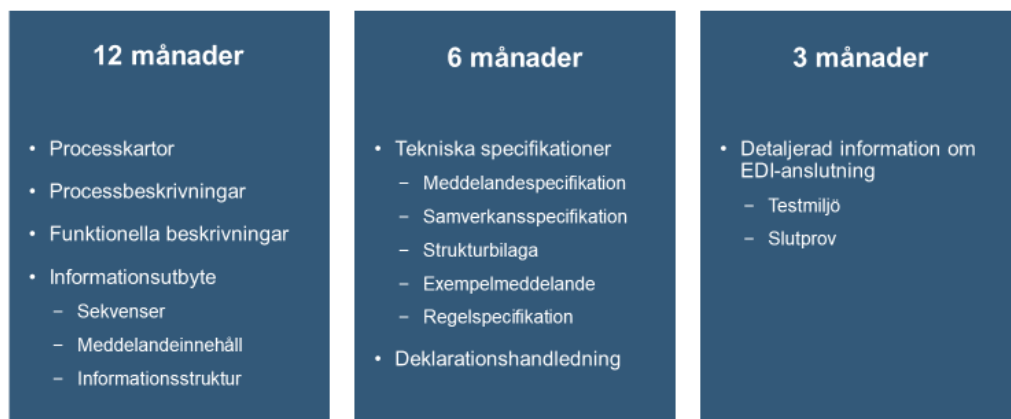 12 månader
• Processkartor
• Processbeskrivningar
• Funktionella beskrivningar
• Informationsutbyte
– Sekvenser
– Meddelandeinnehåll
– Informationsstruktur
6 månader
• Tekniska specifikationer
– Meddelandespecifikation
– Samverkansspecifikation
– Strukturbilaga
– Exempelmeddelande
– Regelspecifikation
• Deklarationshandledning
3 månader
• Detaljerad information om
EDI-anslutning
– Testmiljö
– Slutprov